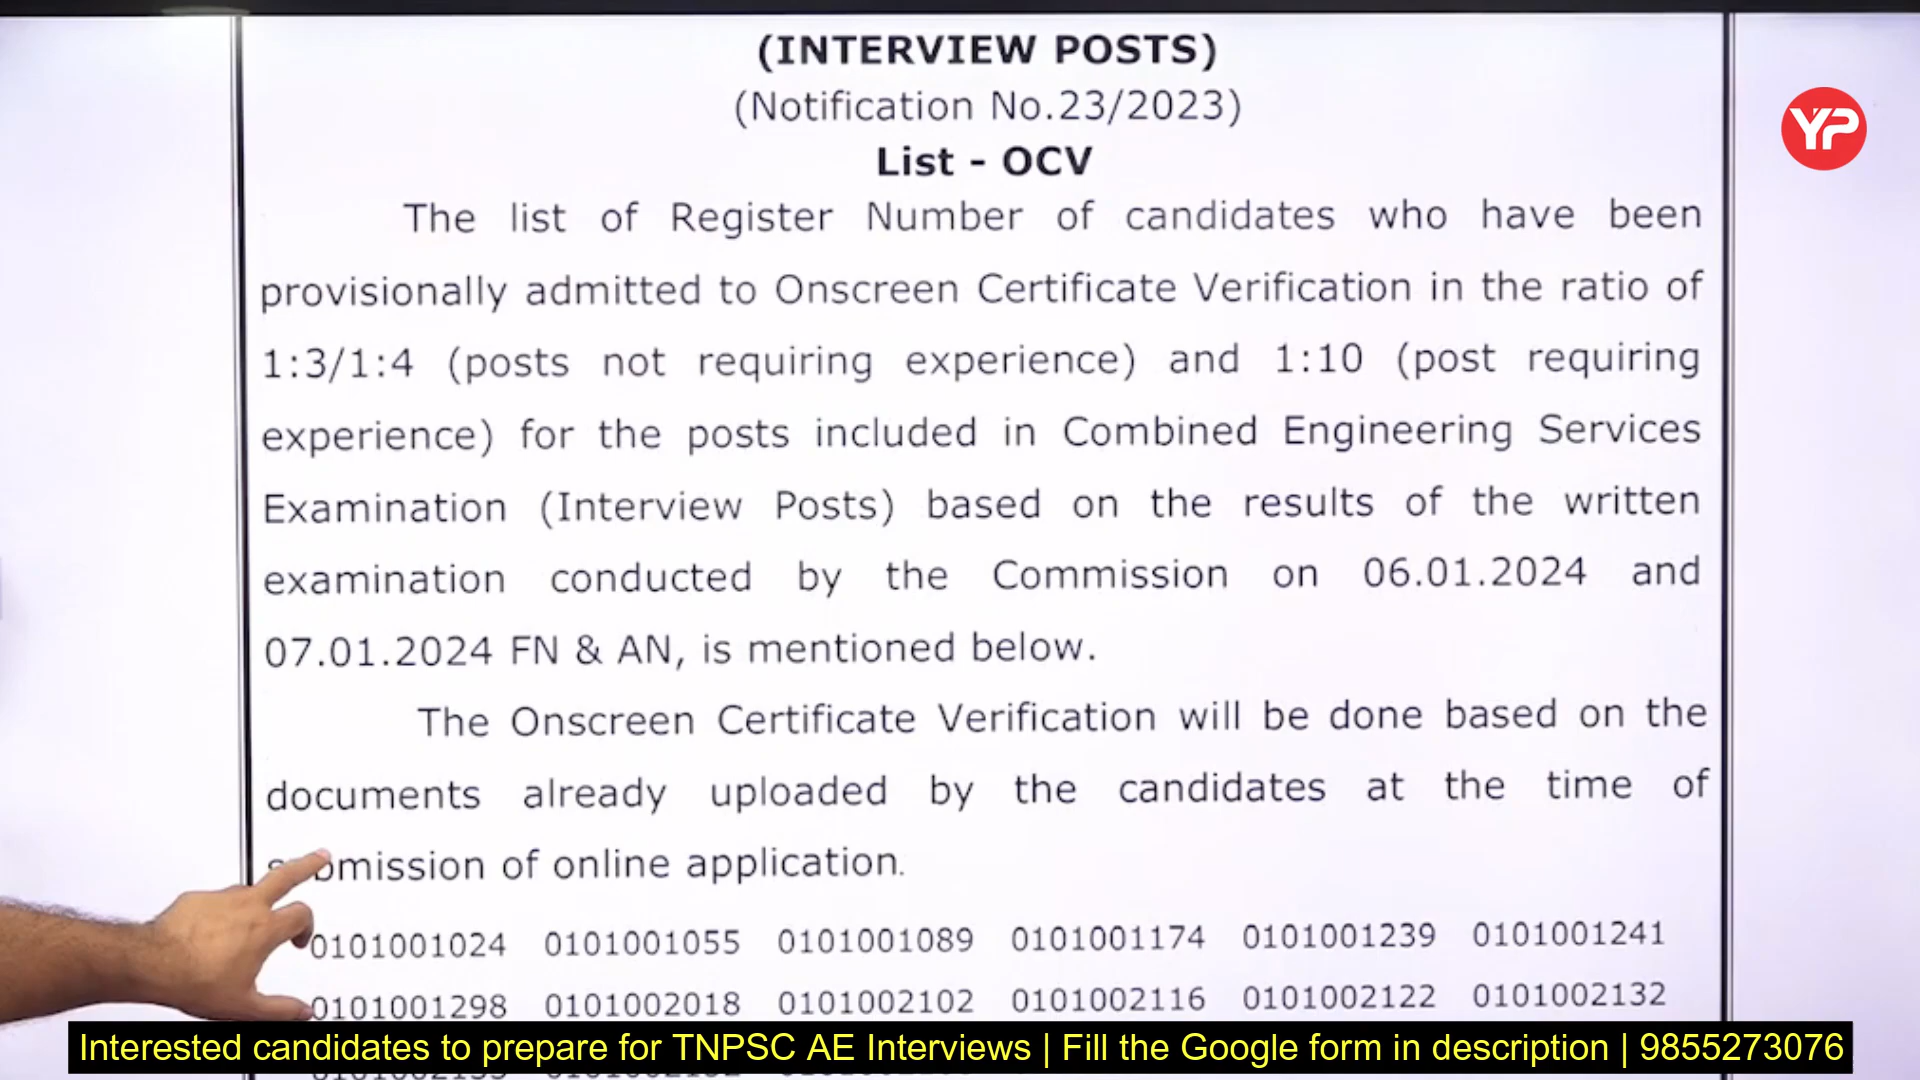 (INTERVIEW POSTS)
(Notification No.23/2023)
List - OCV
YP
The list of Register Number of candidates who have been
provisionally admitted to Onscreen Certificate Verification in the ratio of
1:3/1:4 (posts not requiring experience) and 1:10 (post requiring
experience) for the posts included in Combined Engineering Services
Examination (Interview Posts) based on the results of the written
examination conducted by the Commission on 06.01.2024 and
07.01.2024 FN & AN, is mentioned below.
The Onscreen Certificate Verification will be done based on the
documents already uploaded by the candidates at the time of
submission of online application.
0101001024 0101001055 0101001089 0101001174 0101001239 0101001241
0101001298 0101002018 0101002102 0101002116 0101002122 0101002132
Interested candidates to prepare for TNPSC AE Interviews | Fill the Google form in description | 9855273076